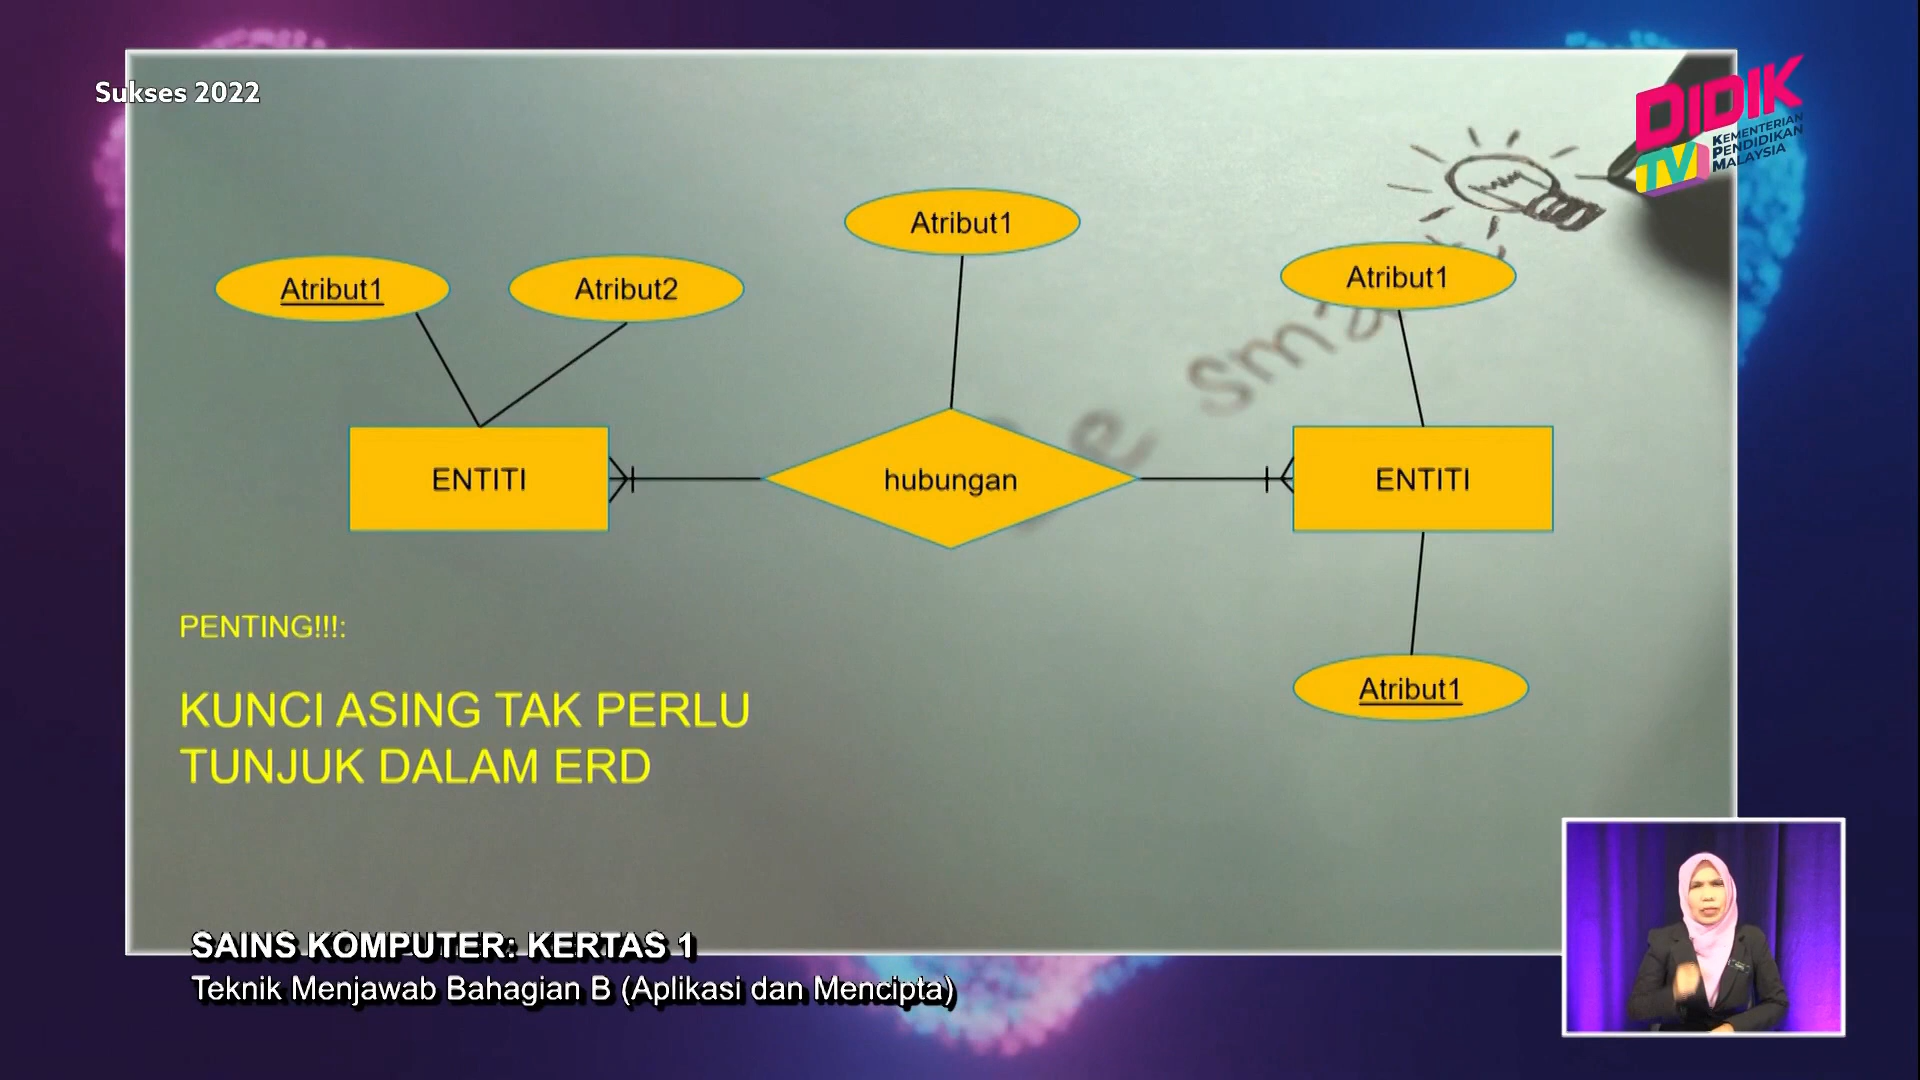 Sukses 2022
DIDIK
TV
KEMENTERIAN
PENDIDIKAN
MALAYSIA
Atribut1
Atribut1
Atribut2
Atribut1
ENTITI
hubungan
ENTITI
PENTING!!!:
KUNCI ASING TAK PERLU
TUNJUK DALAM ERD
Atribut1
SAINS KOMPUTER: KERTAS 1
Teknik Menjawab Bahagian B (Aplikasi dan Mencipta)